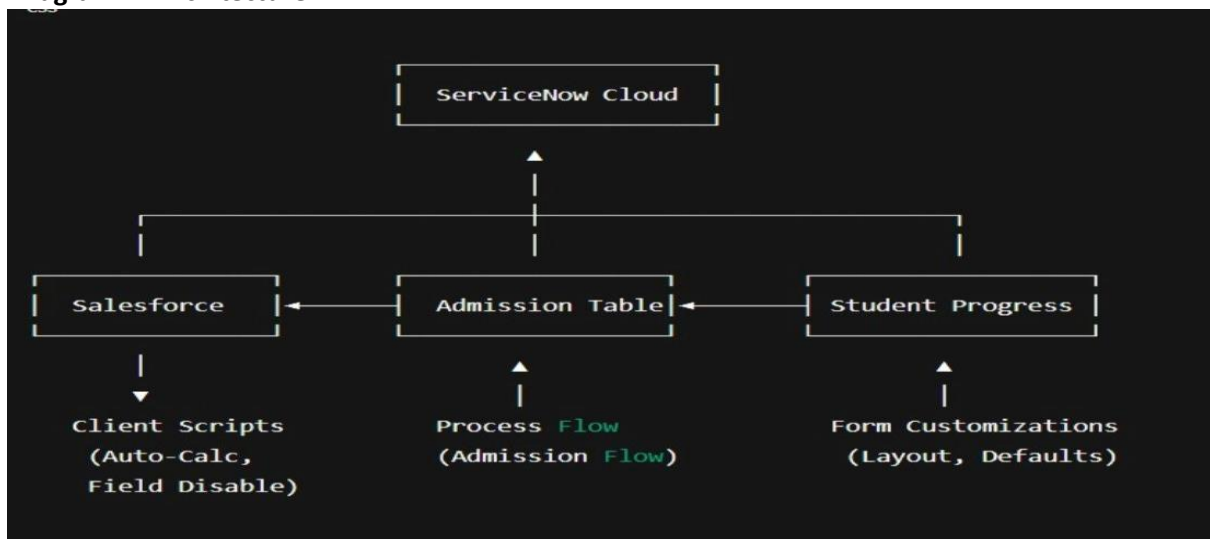 ServiceNow Cloud
Salesforce
Admission Table
Student Progress
Client Scripts
(Auto-Calc,
Field Disable)
Process Flow
(Admission Flow)
Form Customizations
(Layout, Defaults)